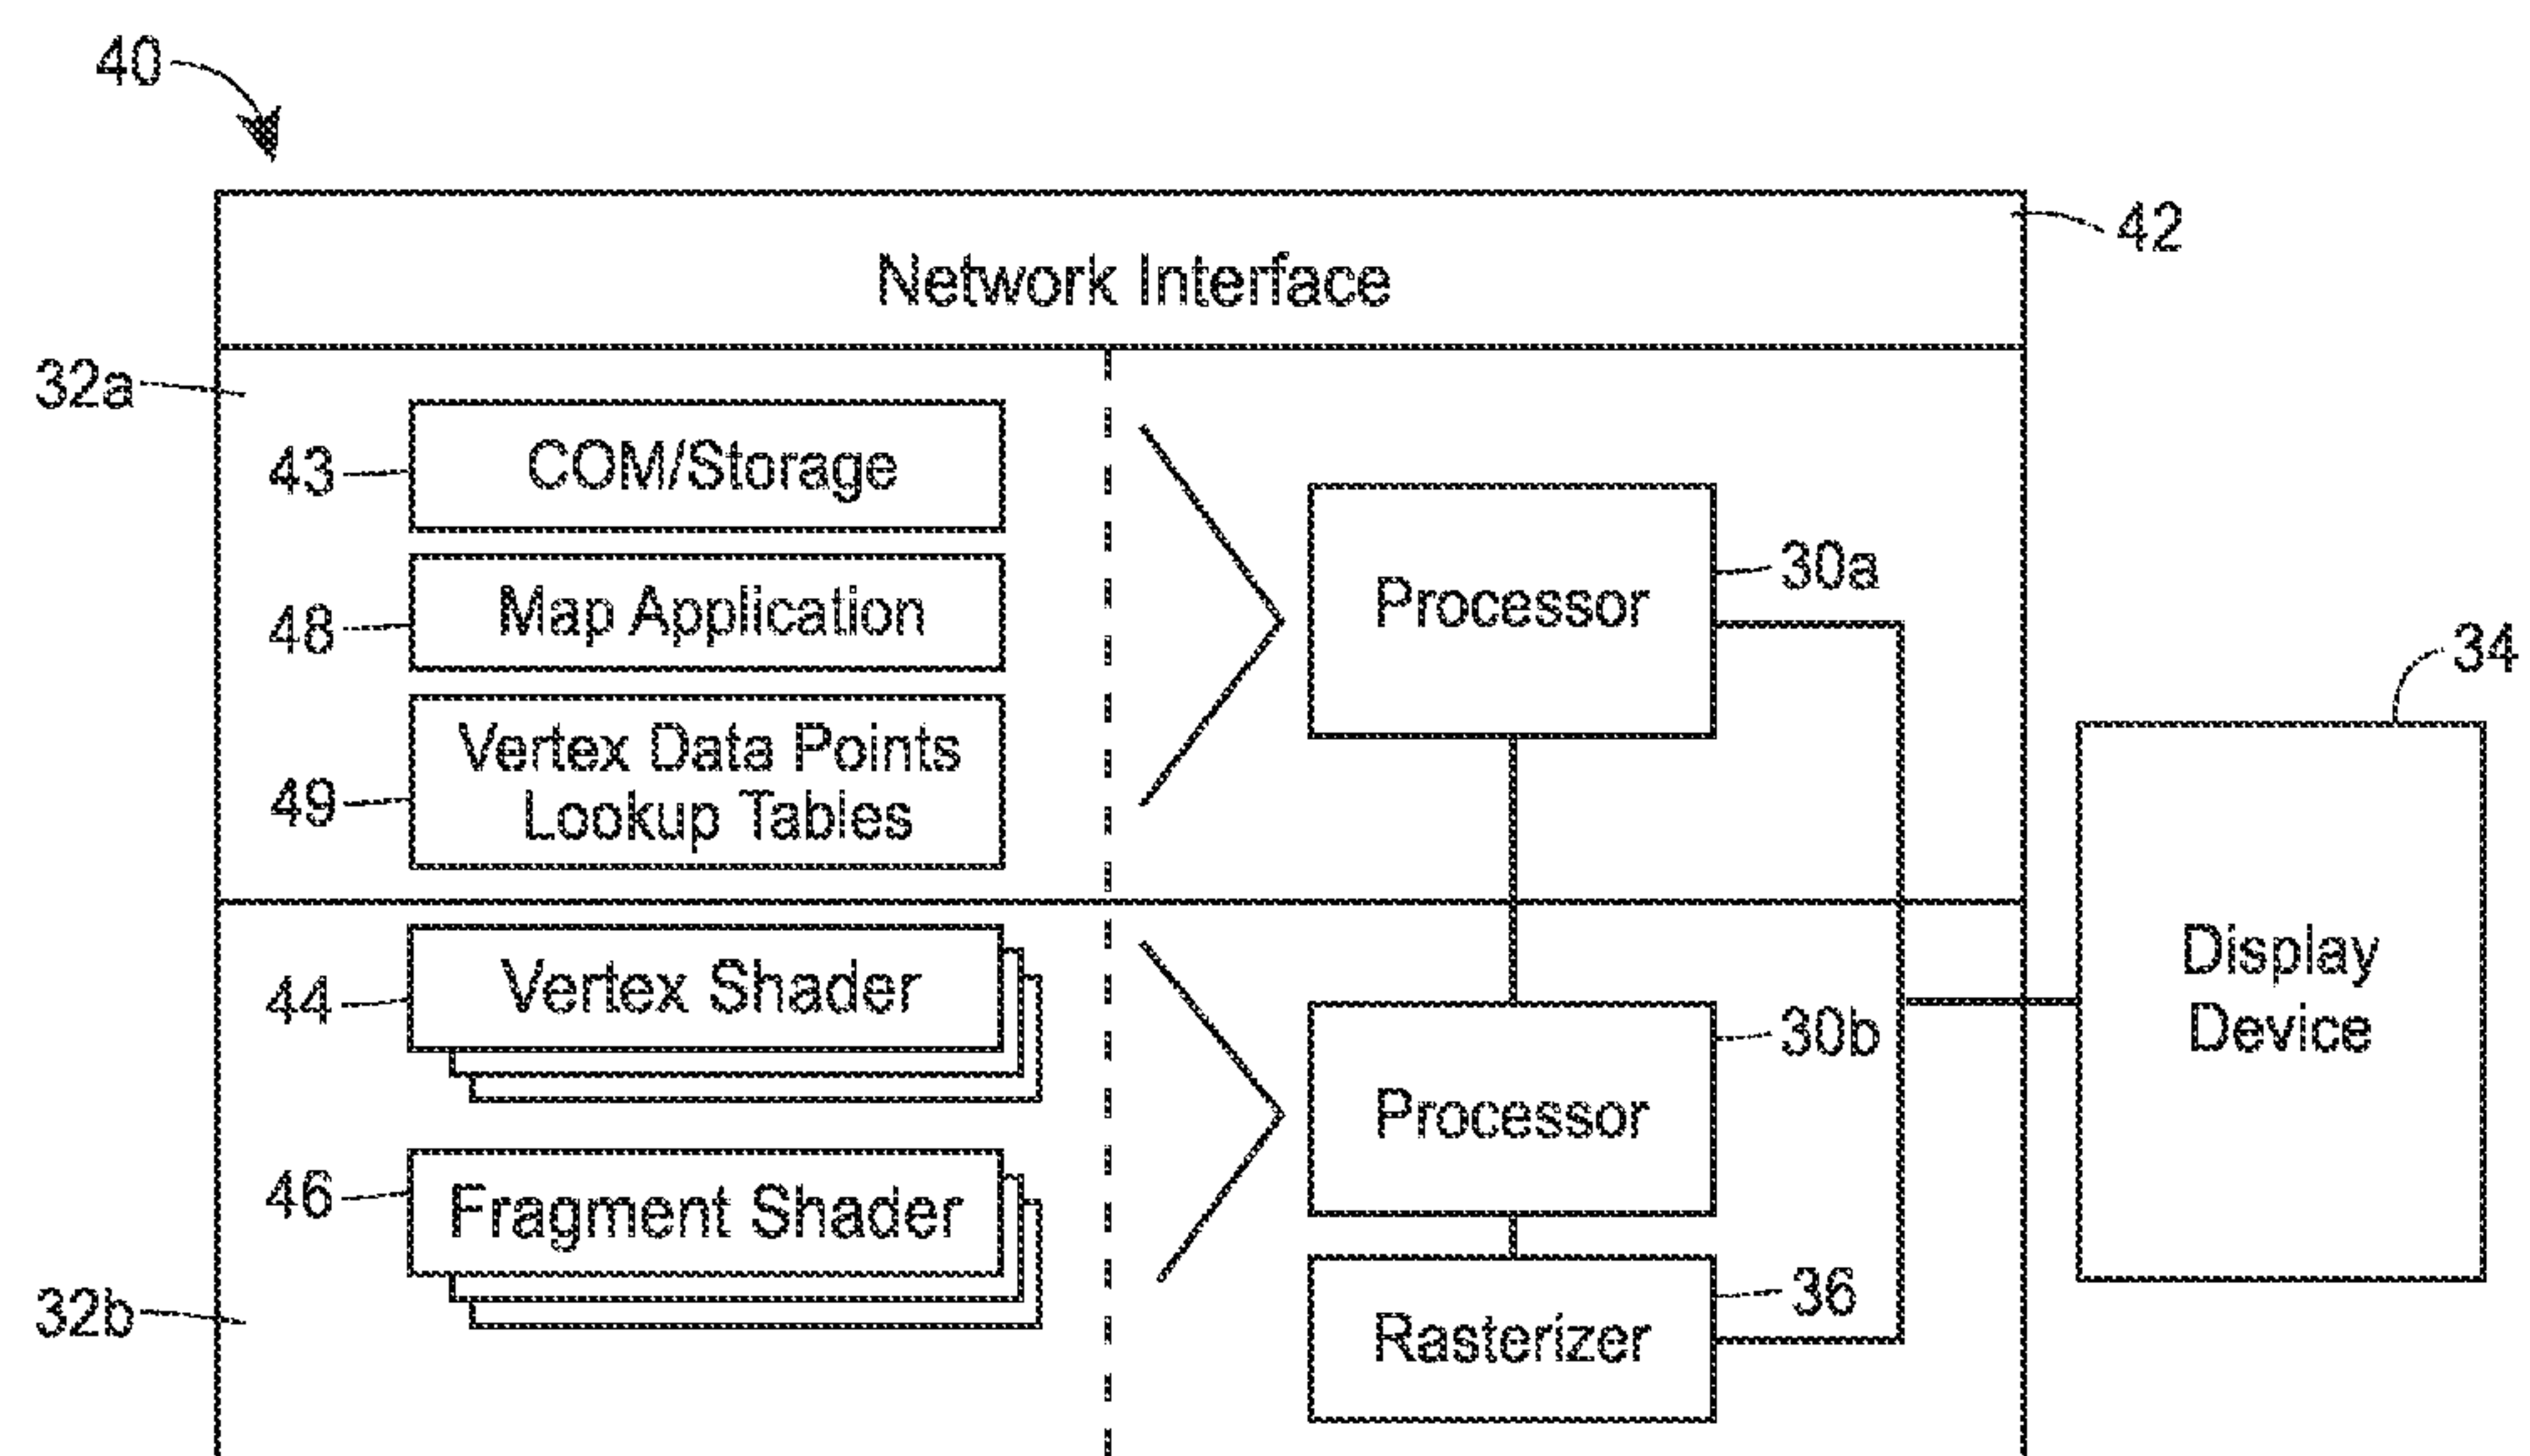 40
42
Network Interface
32a
43
COM/Storage
48
Map Application
49
Vertex Data Points
Lookup Tables
Processor
30a
34
Display
Device
44
Vertex Shader
30b
Processor
46
Fragment Shader
36
Rasterizer
32b